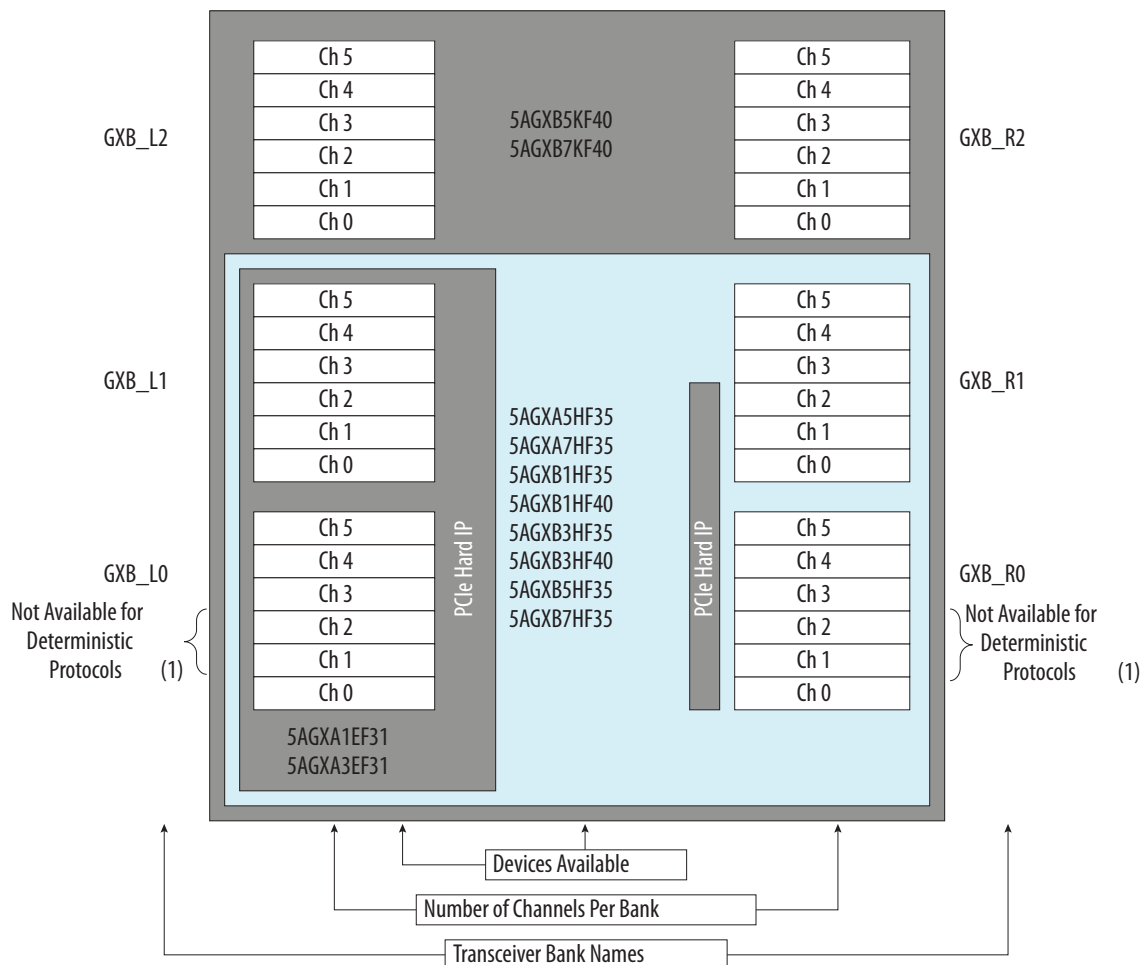 Ch 5
Ch 4
Ch 3
Ch 2
Ch 1
Ch 0
GXB_L2
5AGXB5KF40
5AGXB7KF40
Ch 5
Ch 4
Ch 3
Ch 2
Ch 1
Ch 0
GXB_R2
Ch 5
Ch 4
Ch 3
Ch 2
Ch 1
Ch 0
GXB_L1
Ch 5
Ch 4
Ch 3
Ch 2
Ch 1
Ch 0
GXB_R1
5AGXA5HF35
5AGXA7HF35
5AGXB1HF35
5AGXB1HF40
5AGXB3HF35
5AGXB3HF40
5AGXB5HF35
5AGXB7HF35
PCIe Hard IP
PCIe Hard IP
Ch 5
Ch 4
Ch 3
Ch 2
Ch 1
Ch 0
GXB_L0
Not Available for
Deterministic
Protocols (1)
Ch 5
Ch 4
Ch 3
Ch 2
Ch 1
Ch 0
GXB_R0
Not Available for
Deterministic
Protocols (1)
5AGXA1EF31
5AGXA3EF31
Devices Available
Number of Channels Per Bank
Transceiver Bank Names